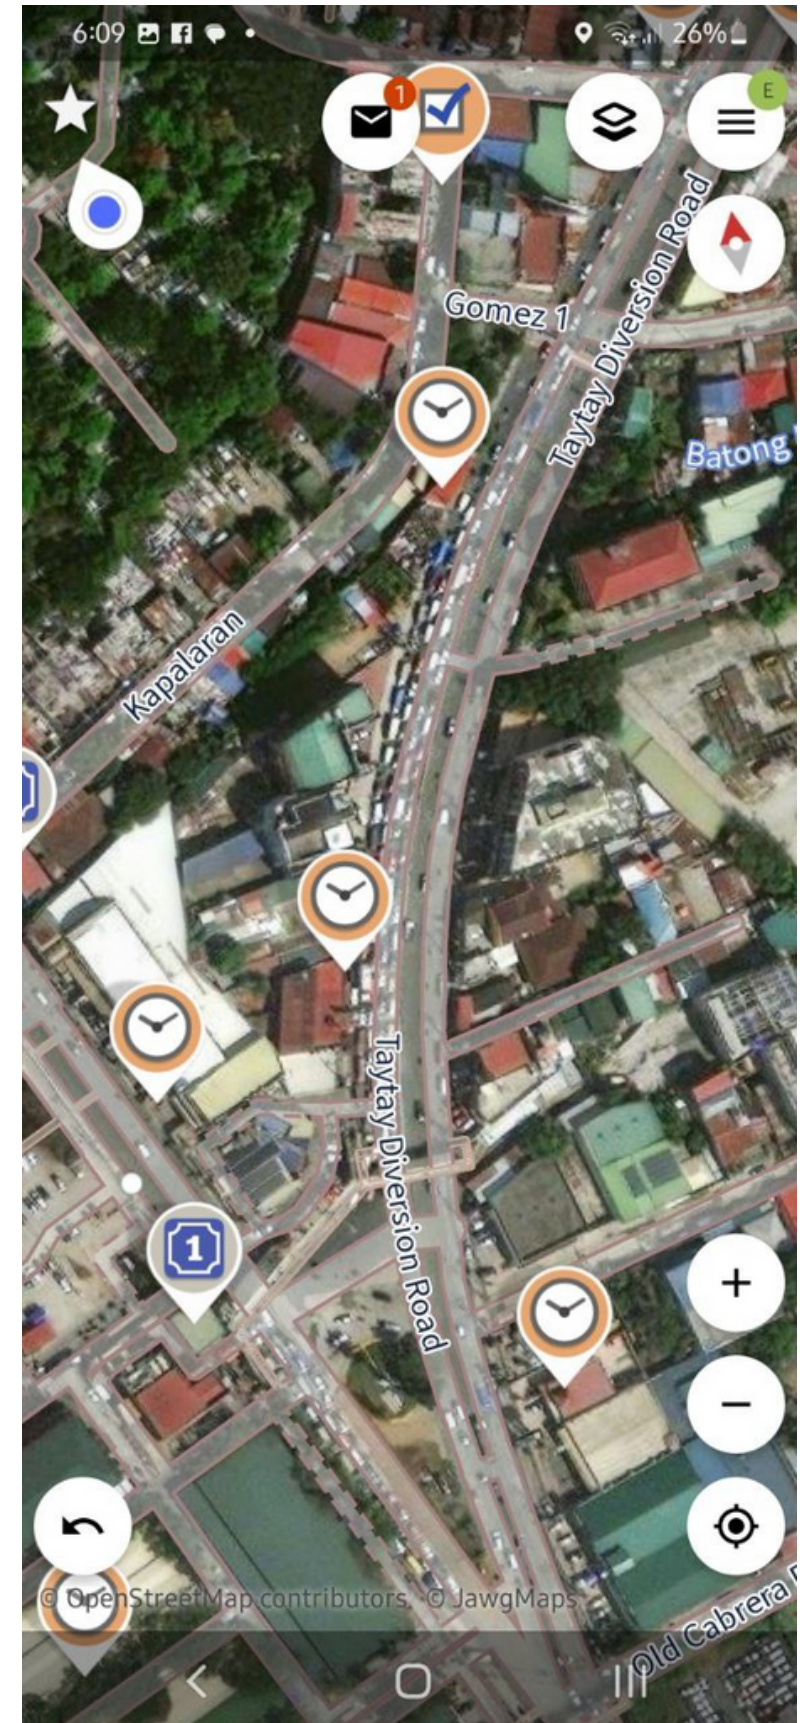 6:09
26%
1
E
Taytay Diversion Road
Gomez 1
Batong
Kapalaran
Taytay Diversion Road
1
© OpenStreetMap contributors, © JawgMaps
Old Cabrera